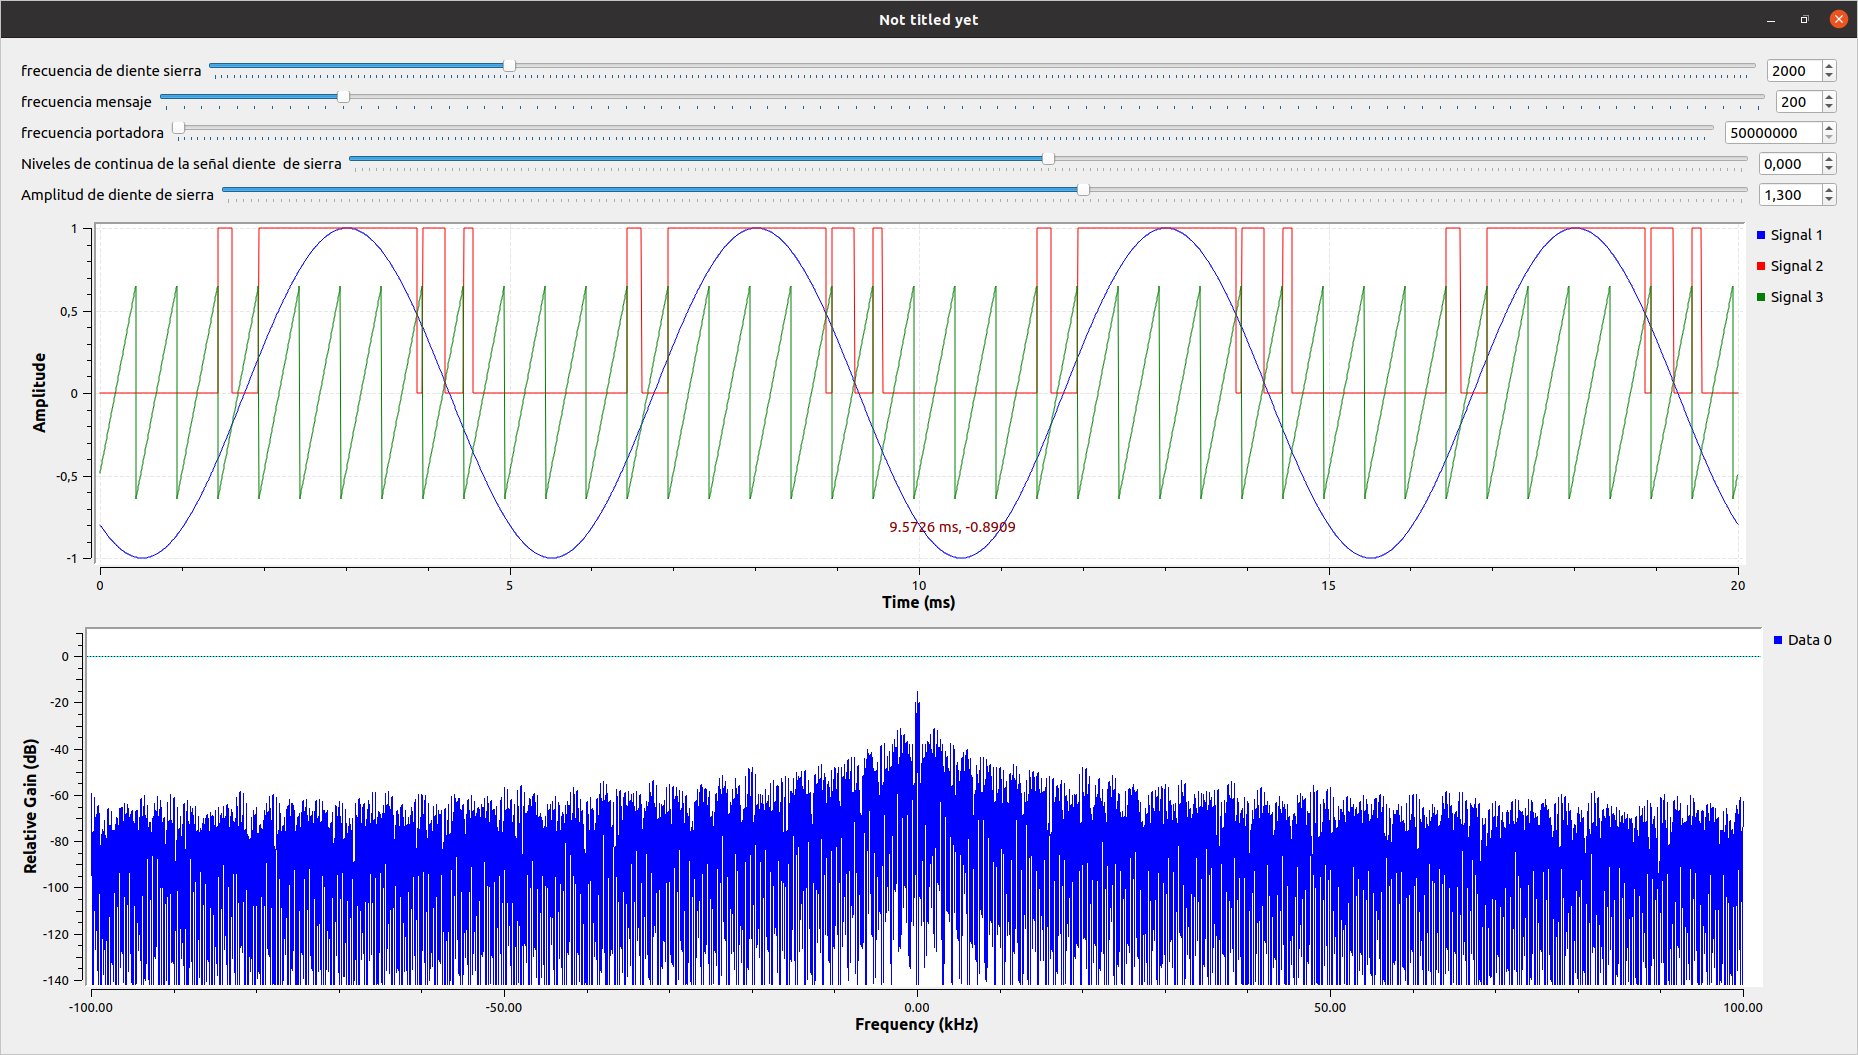 Not titled yet
frecuencia de diente sierra 2000
frecuencia mensaje 200
frecuencia portadora 50000000
Niveles de continua de la señal diente  de sierra 0,000
Amplitud de diente de sierra 1,300
1
0,5
0
-0,5
-1
Amplitude
Signal 1
Signal 2
Signal 3
9.5726 ms, -0.8909
0 5 10 15 20
Time (ms)
0
-20
-40
-60
-80
-100
-120
-140
Relative Gain (dB)
Data 0
-100.00 -50.00 0.00 50.00 100.00
Frequency (kHz)